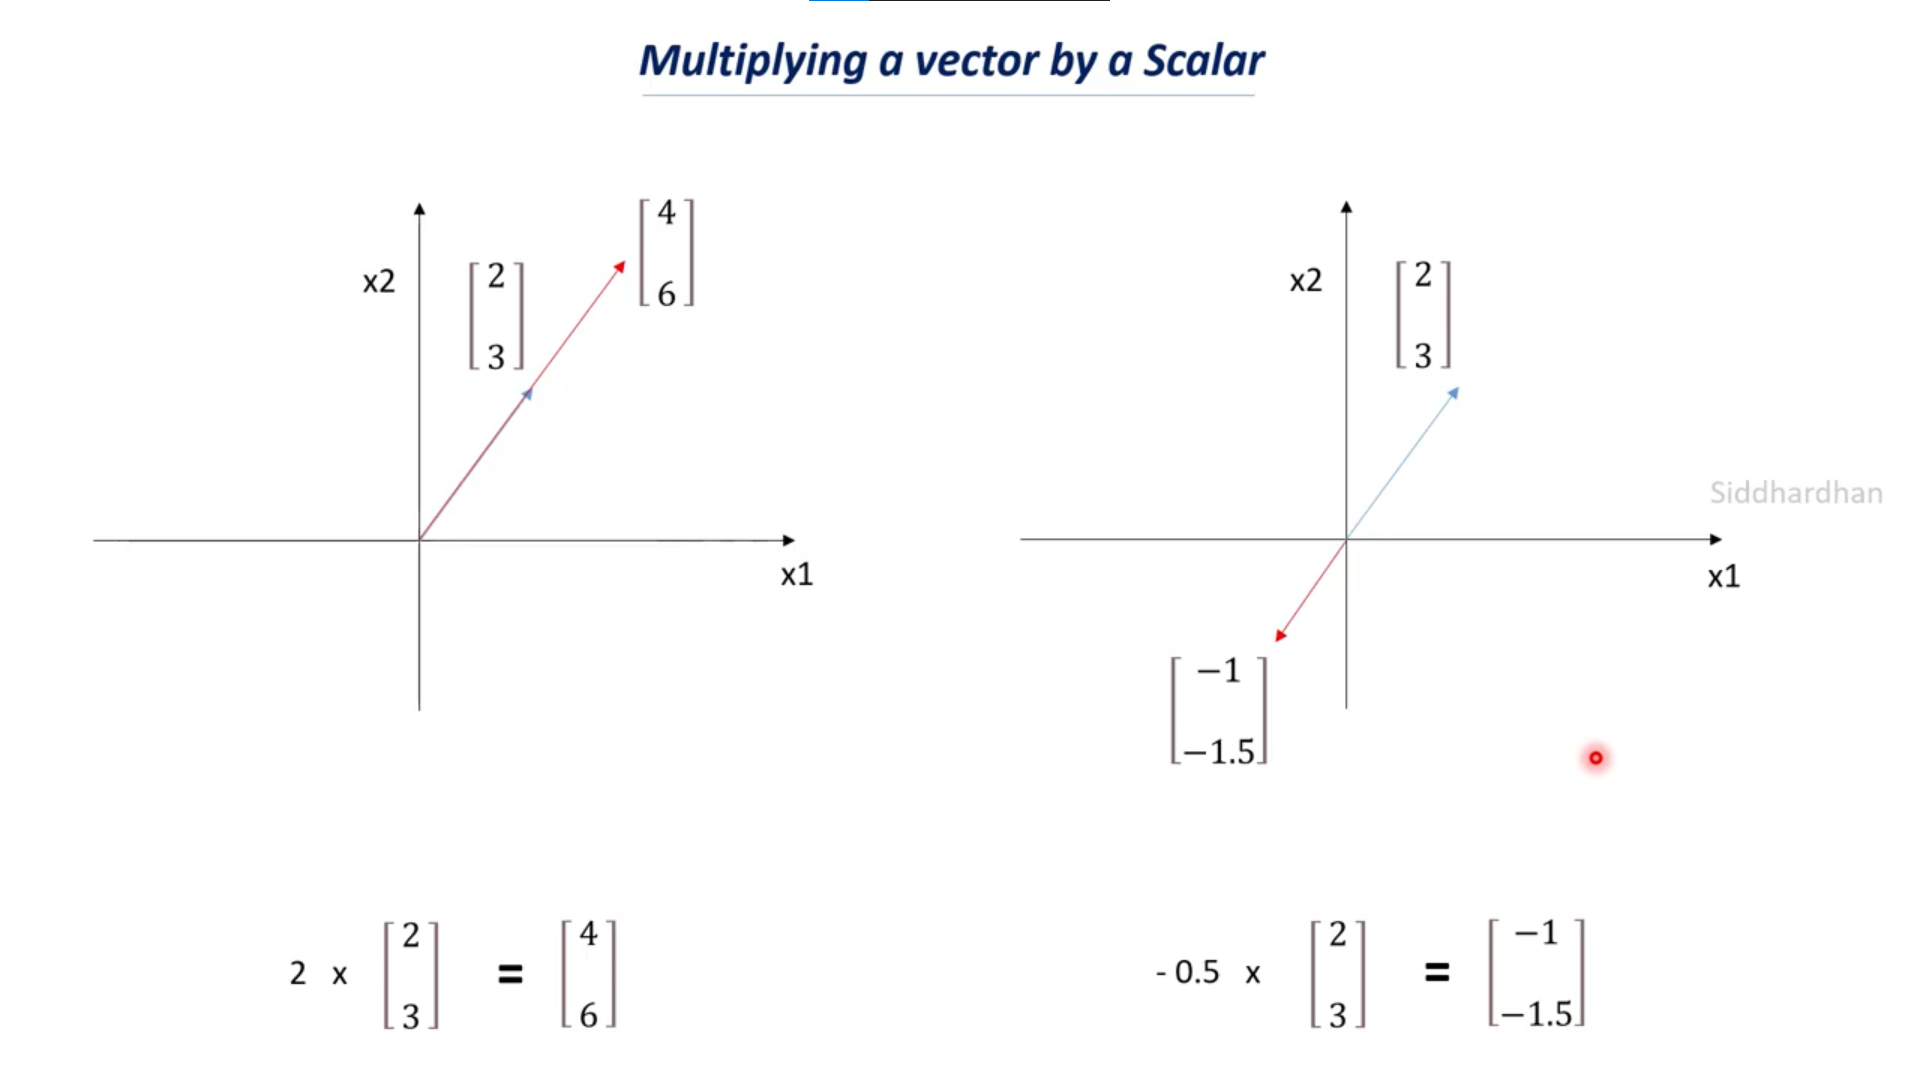 Multiplying a vector by a Scalar
x2
[2
3]
[4
6]
x1
x2
[2
3]
Siddhardhan
x1
[−1
−1.5]
2 x [2
3] = [4
6]
- 0.5 x [2
3] = [−1
−1.5]